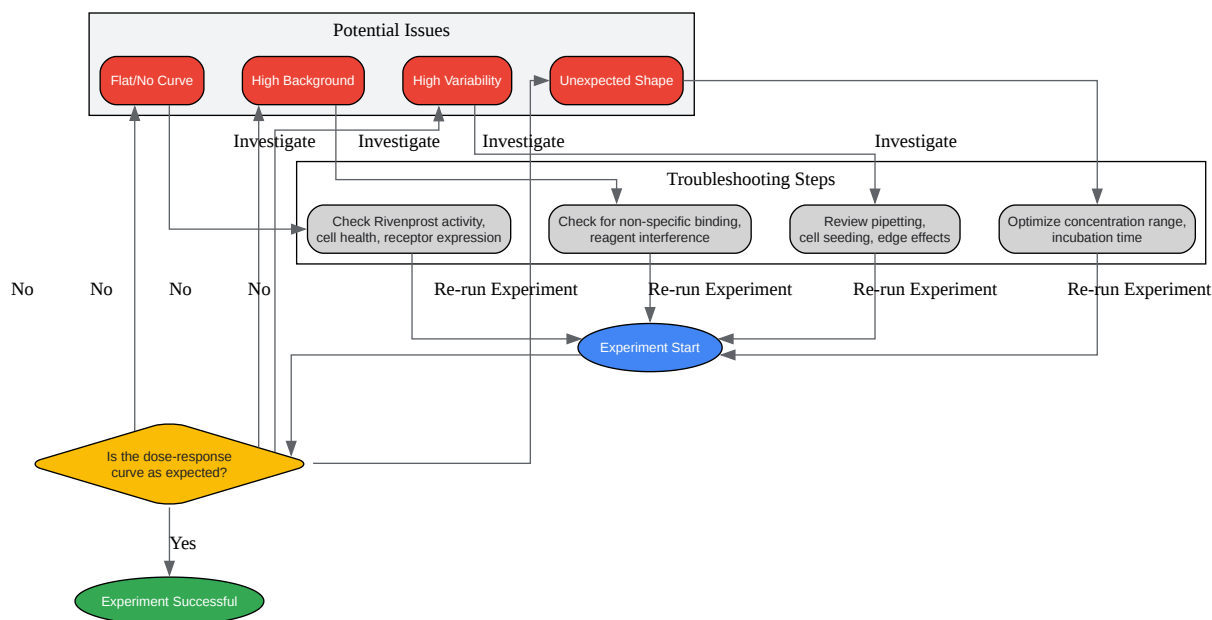 Potential Issues
Flat/No Curve
High Background
High Variability
Unexpected Shape
Investigate
Investigate
Investigate
Investigate
Troubleshooting Steps
Check Rivenprost activity,
cell health, receptor expression
Check for non-specific binding,
reagent interference
Review pipetting,
cell seeding, edge effects
Optimize concentration range,
incubation time
No
No
No
No
Re-run Experiment
Re-run Experiment
Re-run Experiment
Re-run Experiment
Experiment Start
Is the dose-response
curve as expected?
Yes
Experiment Successful